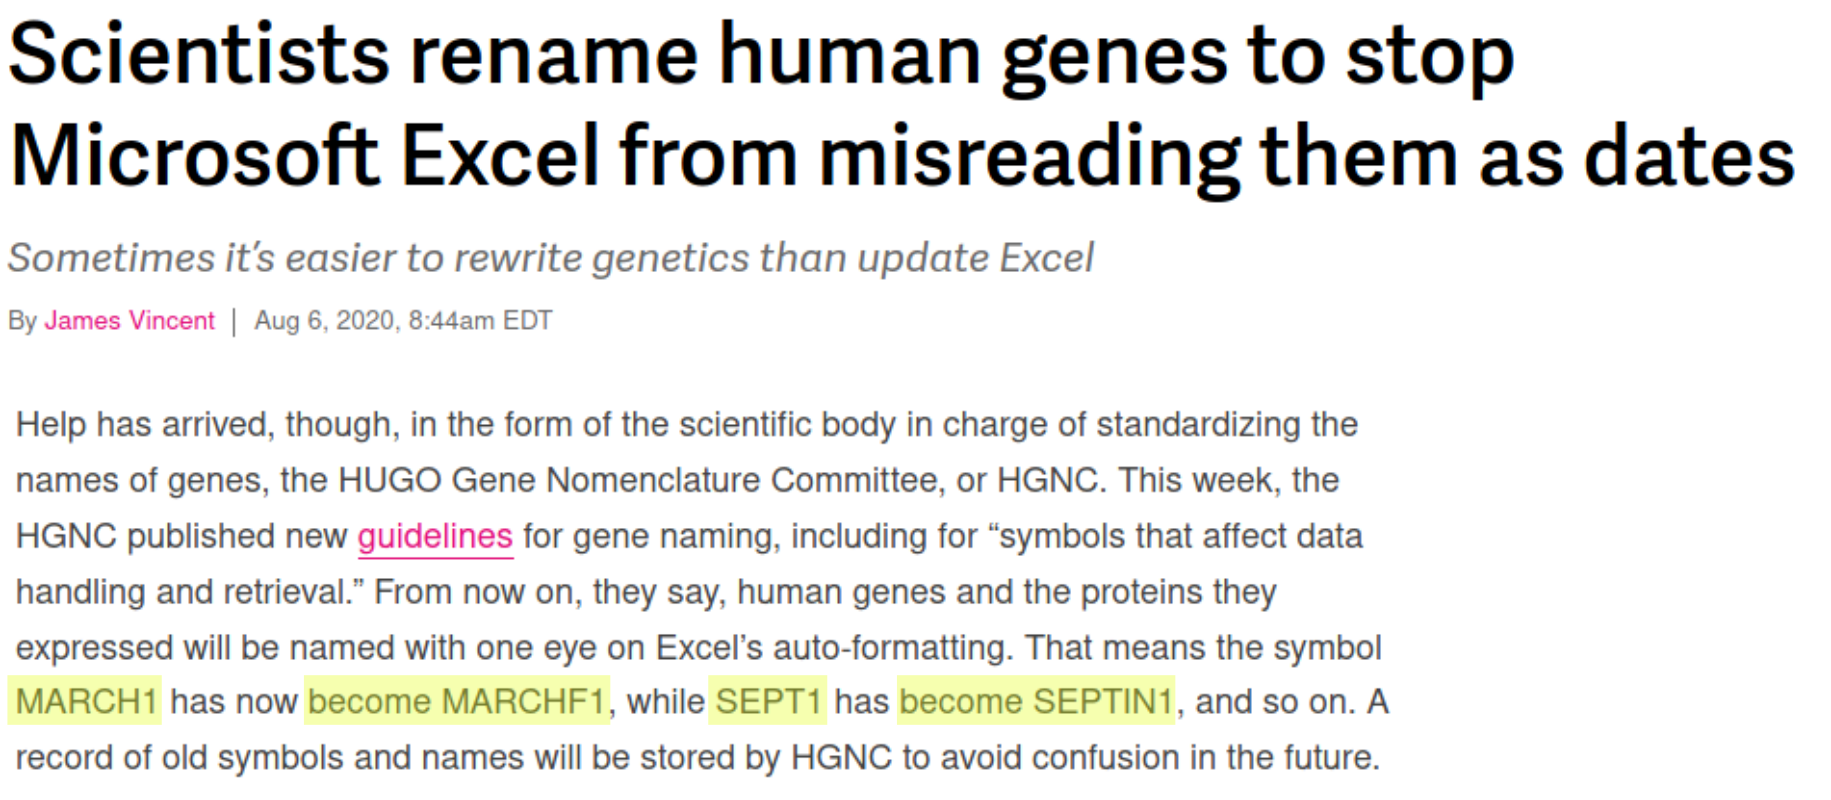 Scientists rename human genes to stop
Microsoft Excel from misreading them as dates
Sometimes it’s easier to rewrite genetics than update Excel
By James Vincent | Aug 6, 2020, 8:44am EDT
Help has arrived, though, in the form of the scientific body in charge of standardizing the
names of genes, the HUGO Gene Nomenclature Committee, or HGNC. This week, the
HGNC published new guidelines for gene naming, including for “symbols that affect data
handling and retrieval.” From now on, they say, human genes and the proteins they
expressed will be named with one eye on Excel’s auto-formatting. That means the symbol
MARCH1 has now become MARCHF1, while SEPT1 has become SEPTIN1, and so on. A
record of old symbols and names will be stored by HGNC to avoid confusion in the future.